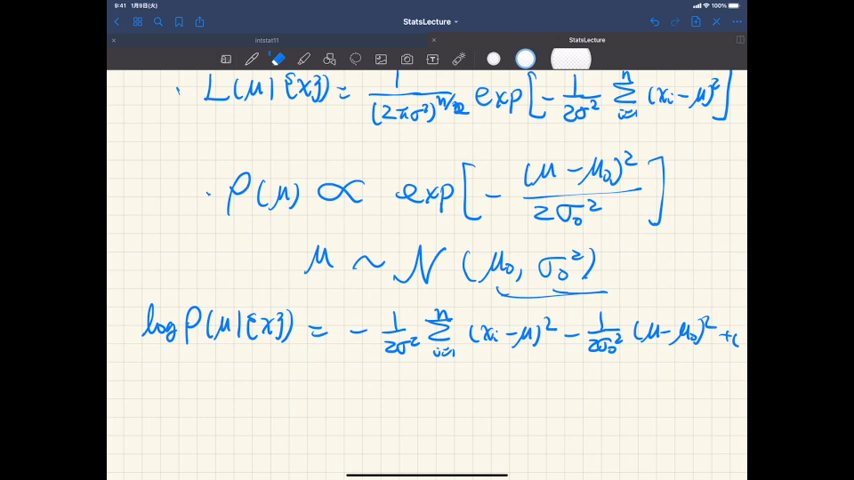 9:41 1月9日(火)
100%
StatsLecture
intstat11
StatsLecture
· L(μ|{x}) = 1/(2πσ²)^{n/2} exp[ - 1/2σ² Σ_{i=1}^{n} (xi - μ)² ]
· P(μ) ∝ exp[ - (μ - μ₀)²/2σ₀² ]
μ ~ N(μ₀, σ₀²)
log P(μ|{x}) = - 1/2σ² Σ_{i=1}^{n} (xi - μ)² - 1/2σ₀² (μ - μ₀)² + c